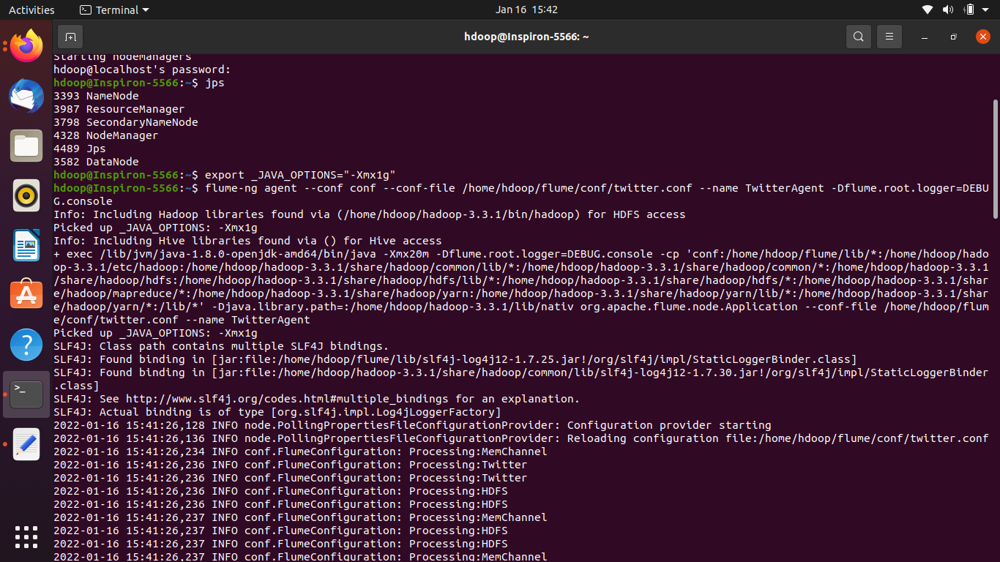 Activities
Terminal
Jan 16 15:42
hdoop@Inspiron-5566: ~
Starting nodemanagers
hdoop@localhost's password:
hdoop@Inspiron-5566:~$ jps
3393 NameNode
3987 ResourceManager
3798 SecondaryNameNode
4328 NodeManager
4489 Jps
3582 DataNode
hdoop@Inspiron-5566:~$ export _JAVA_OPTIONS="-Xmx1g"
hdoop@Inspiron-5566:~$ flume-ng agent --conf conf --conf-file /home/hdoop/flume/conf/twitter.conf --name TwitterAgent -Dflume.root.logger=DEBU
G.console
Info: Including Hadoop libraries found via (/home/hdoop/hadoop-3.3.1/bin/hadoop) for HDFS access
Picked up _JAVA_OPTIONS: -Xmx1g
Info: Including Hive libraries found via () for Hive access
+ exec /lib/jvm/java-1.8.0-openjdk-amd64/bin/java -Xmx20m -Dflume.root.logger=DEBUG.console -cp 'conf:/home/hdoop/flume/lib/*:/home/hdoop/hado
op-3.3.1/etc/hadoop:/home/hdoop/hadoop-3.3.1/share/hadoop/common/lib/*:/home/hdoop/hadoop-3.3.1/share/hadoop/common/*:/home/hdoop/hadoop-3.3.1
/share/hadoop/hdfs:/home/hdoop/hadoop-3.3.1/share/hadoop/hdfs/lib/*:/home/hdoop/hadoop-3.3.1/share/hadoop/hdfs/*:/home/hdoop/hadoop-3.3.1/shar
e/hadoop/mapreduce/*:/home/hdoop/hadoop-3.3.1/share/hadoop/yarn:/home/hdoop/hadoop-3.3.1/share/hadoop/yarn/lib/*:/home/hdoop/hadoop-3.3.1/shar
e/hadoop/yarn/*:/lib/*' -Djava.library.path=:/home/hdoop/hadoop-3.3.1/lib/nativ org.apache.flume.node.Application --conf-file /home/hdoop/flum
e/conf/twitter.conf --name TwitterAgent
Picked up _JAVA_OPTIONS: -Xmx1g
SLF4J: Class path contains multiple SLF4J bindings.
SLF4J: Found binding in [jar:file:/home/hdoop/flume/lib/slf4j-log4j12-1.7.25.jar!/org/slf4j/impl/StaticLoggerBinder.class]
SLF4J: Found binding in [jar:file:/home/hdoop/hadoop-3.3.1/share/hadoop/common/lib/slf4j-log4j12-1.7.30.jar!/org/slf4j/impl/StaticLoggerBinder
.class]
SLF4J: See http://www.slf4j.org/codes.html#multiple_bindings for an explanation.
SLF4J: Actual binding is of type [org.slf4j.impl.Log4jLoggerFactory]
2022-01-16 15:41:26,128 INFO node.PollingPropertiesFileConfigurationProvider: Configuration provider starting
2022-01-16 15:41:26,136 INFO node.PollingPropertiesFileConfigurationProvider: Reloading configuration file:/home/hdoop/flume/conf/twitter.conf
2022-01-16 15:41:26,234 INFO conf.FlumeConfiguration: Processing:MemChannel
2022-01-16 15:41:26,236 INFO conf.FlumeConfiguration: Processing:Twitter
2022-01-16 15:41:26,236 INFO conf.FlumeConfiguration: Processing:Twitter
2022-01-16 15:41:26,236 INFO conf.FlumeConfiguration: Processing:HDFS
2022-01-16 15:41:26,236 INFO conf.FlumeConfiguration: Processing:HDFS
2022-01-16 15:41:26,237 INFO conf.FlumeConfiguration: Processing:MemChannel
2022-01-16 15:41:26,237 INFO conf.FlumeConfiguration: Processing:HDFS
2022-01-16 15:41:26,237 INFO conf.FlumeConfiguration: Processing:HDFS
2022-01-16 15:41:26,237 INFO conf.FlumeConfiguration: Processing:MemChannel